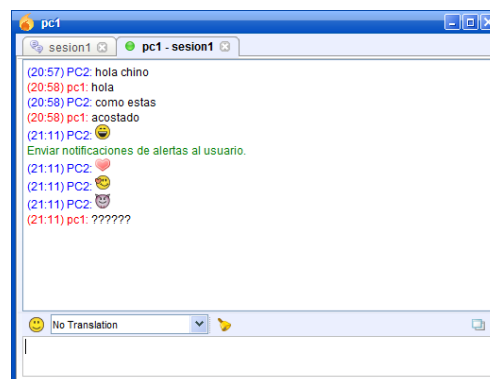 pc1
sesion1
pc1 - sesion1
(20:57) PC2: hola chino
(20:58) pc1: hola
(20:58) PC2: como estas
(20:58) pc1: acostado
(21:11) PC2:
Enviar notificaciones de alertas al usuario.
(21:11) PC2:
(21:11) PC2:
(21:11) PC2:
(21:11) pc1: ??????
No Translation